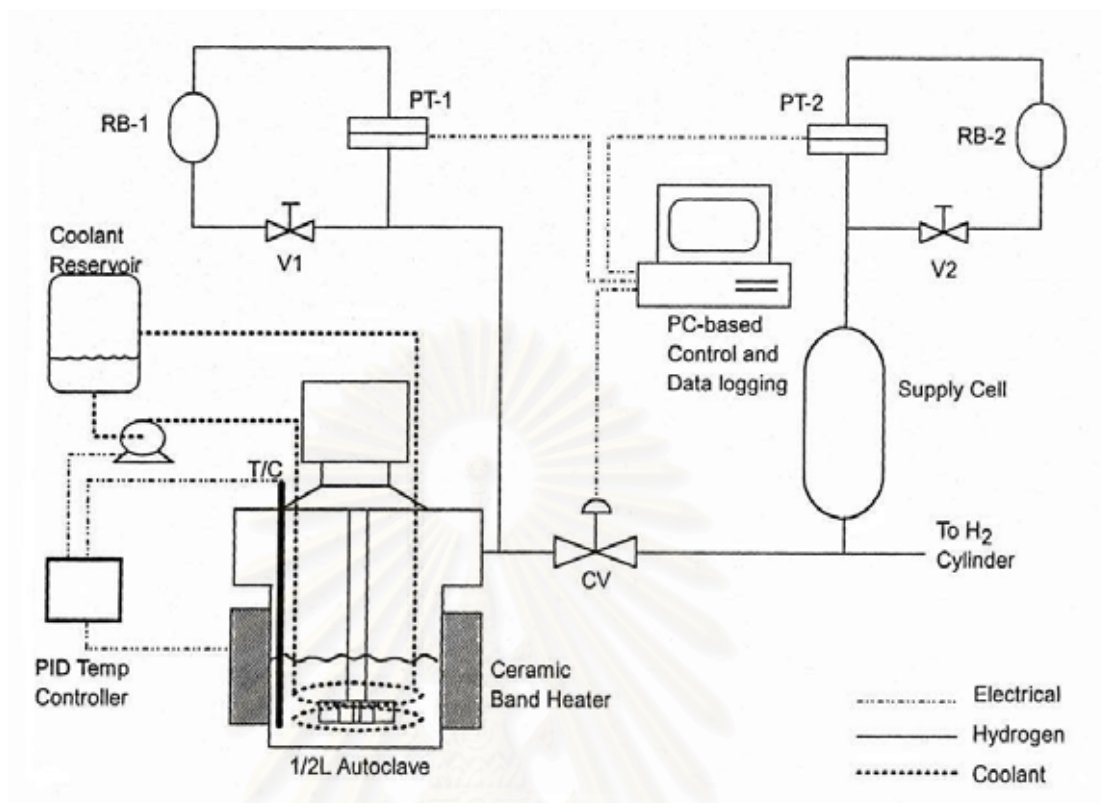 PT-1
PT-2
RB-1
RB-2
V1
V2
Coolant
Reservoir
PC-based
Control and
Data logging
Supply Cell
T/C
To H2
Cylinder
CV
PID Temp
Controller
Ceramic
Band Heater
1/2L Autoclave
Electrical
Hydrogen
Coolant